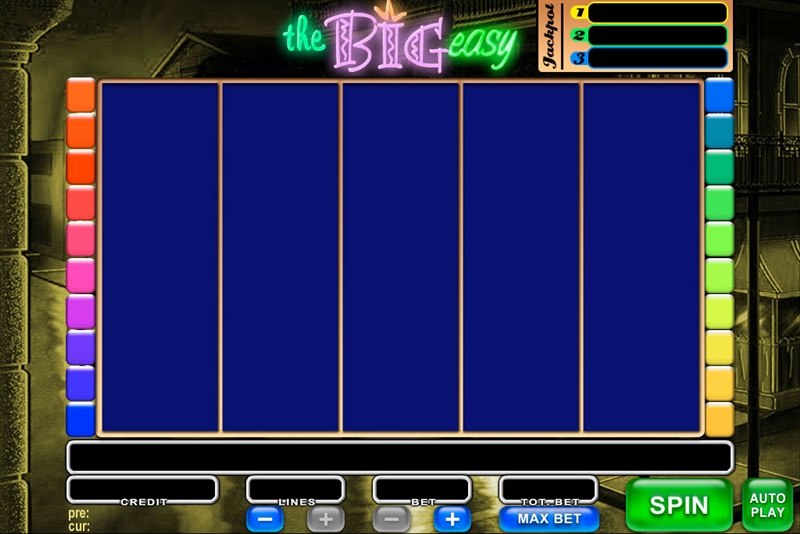 the BIG easy
Jackpot
1
2
3
CREDIT
LINES
BET
TOT. BET
pre:
cur:
−
+
−
+
MAX BET
SPIN
AUTO
PLAY